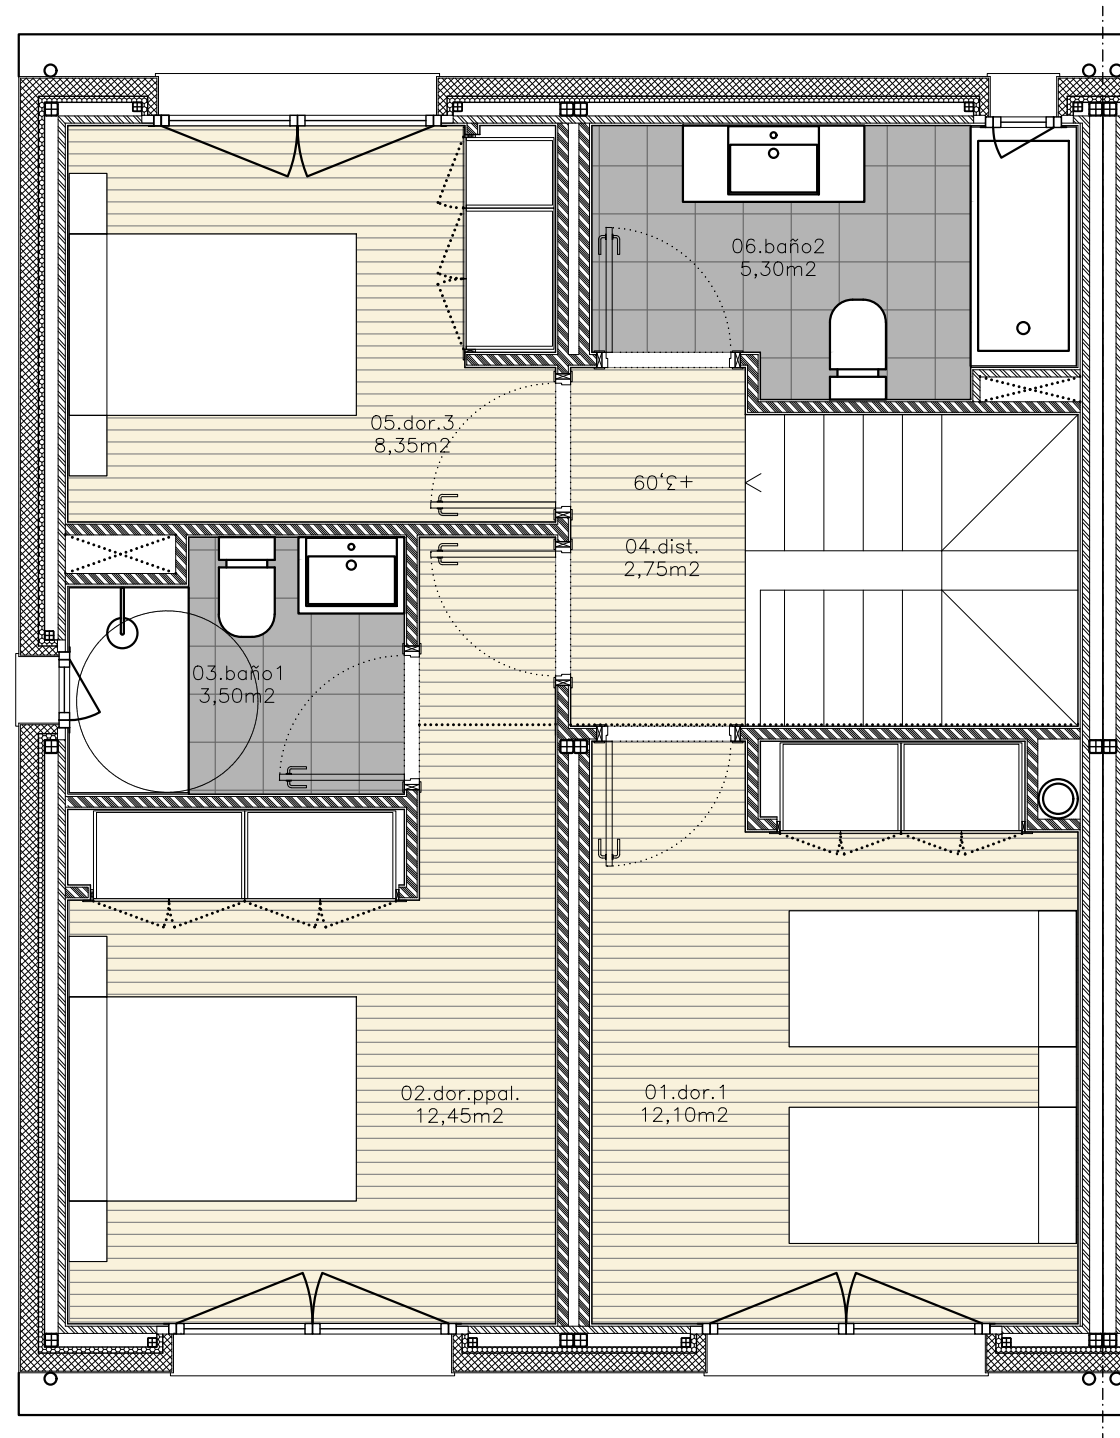 06.baño2
5,30m2
05.dor.3
8,35m2
+3,09
04.dist.
2,75m2
03.baño1
3,50m2
02.dor.ppal.
12,45m2
01.dor.1
12,10m2